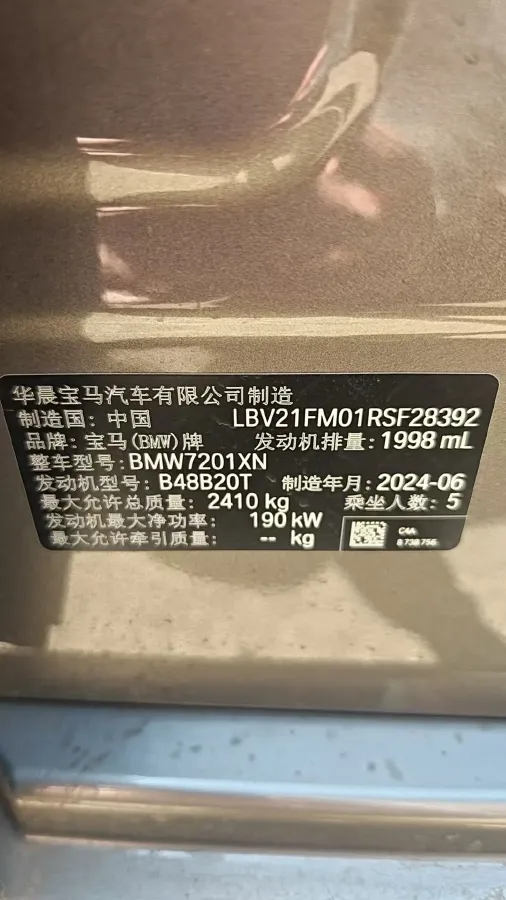 华晨宝马汽车有限公司制造
制造国：中国 LBV21FM01RSF28392
品牌：宝马(BMW)牌 发动机排量：1998 mL
整车型号：BMW7201XN
发动机型号：B48B20T 制造年月：2024-06
最大允许总质量：2410 kg 乘坐人数：5
发动机最大净功率：190 kW
最大允许牵引质量：-- kg
C4A
8 738 756